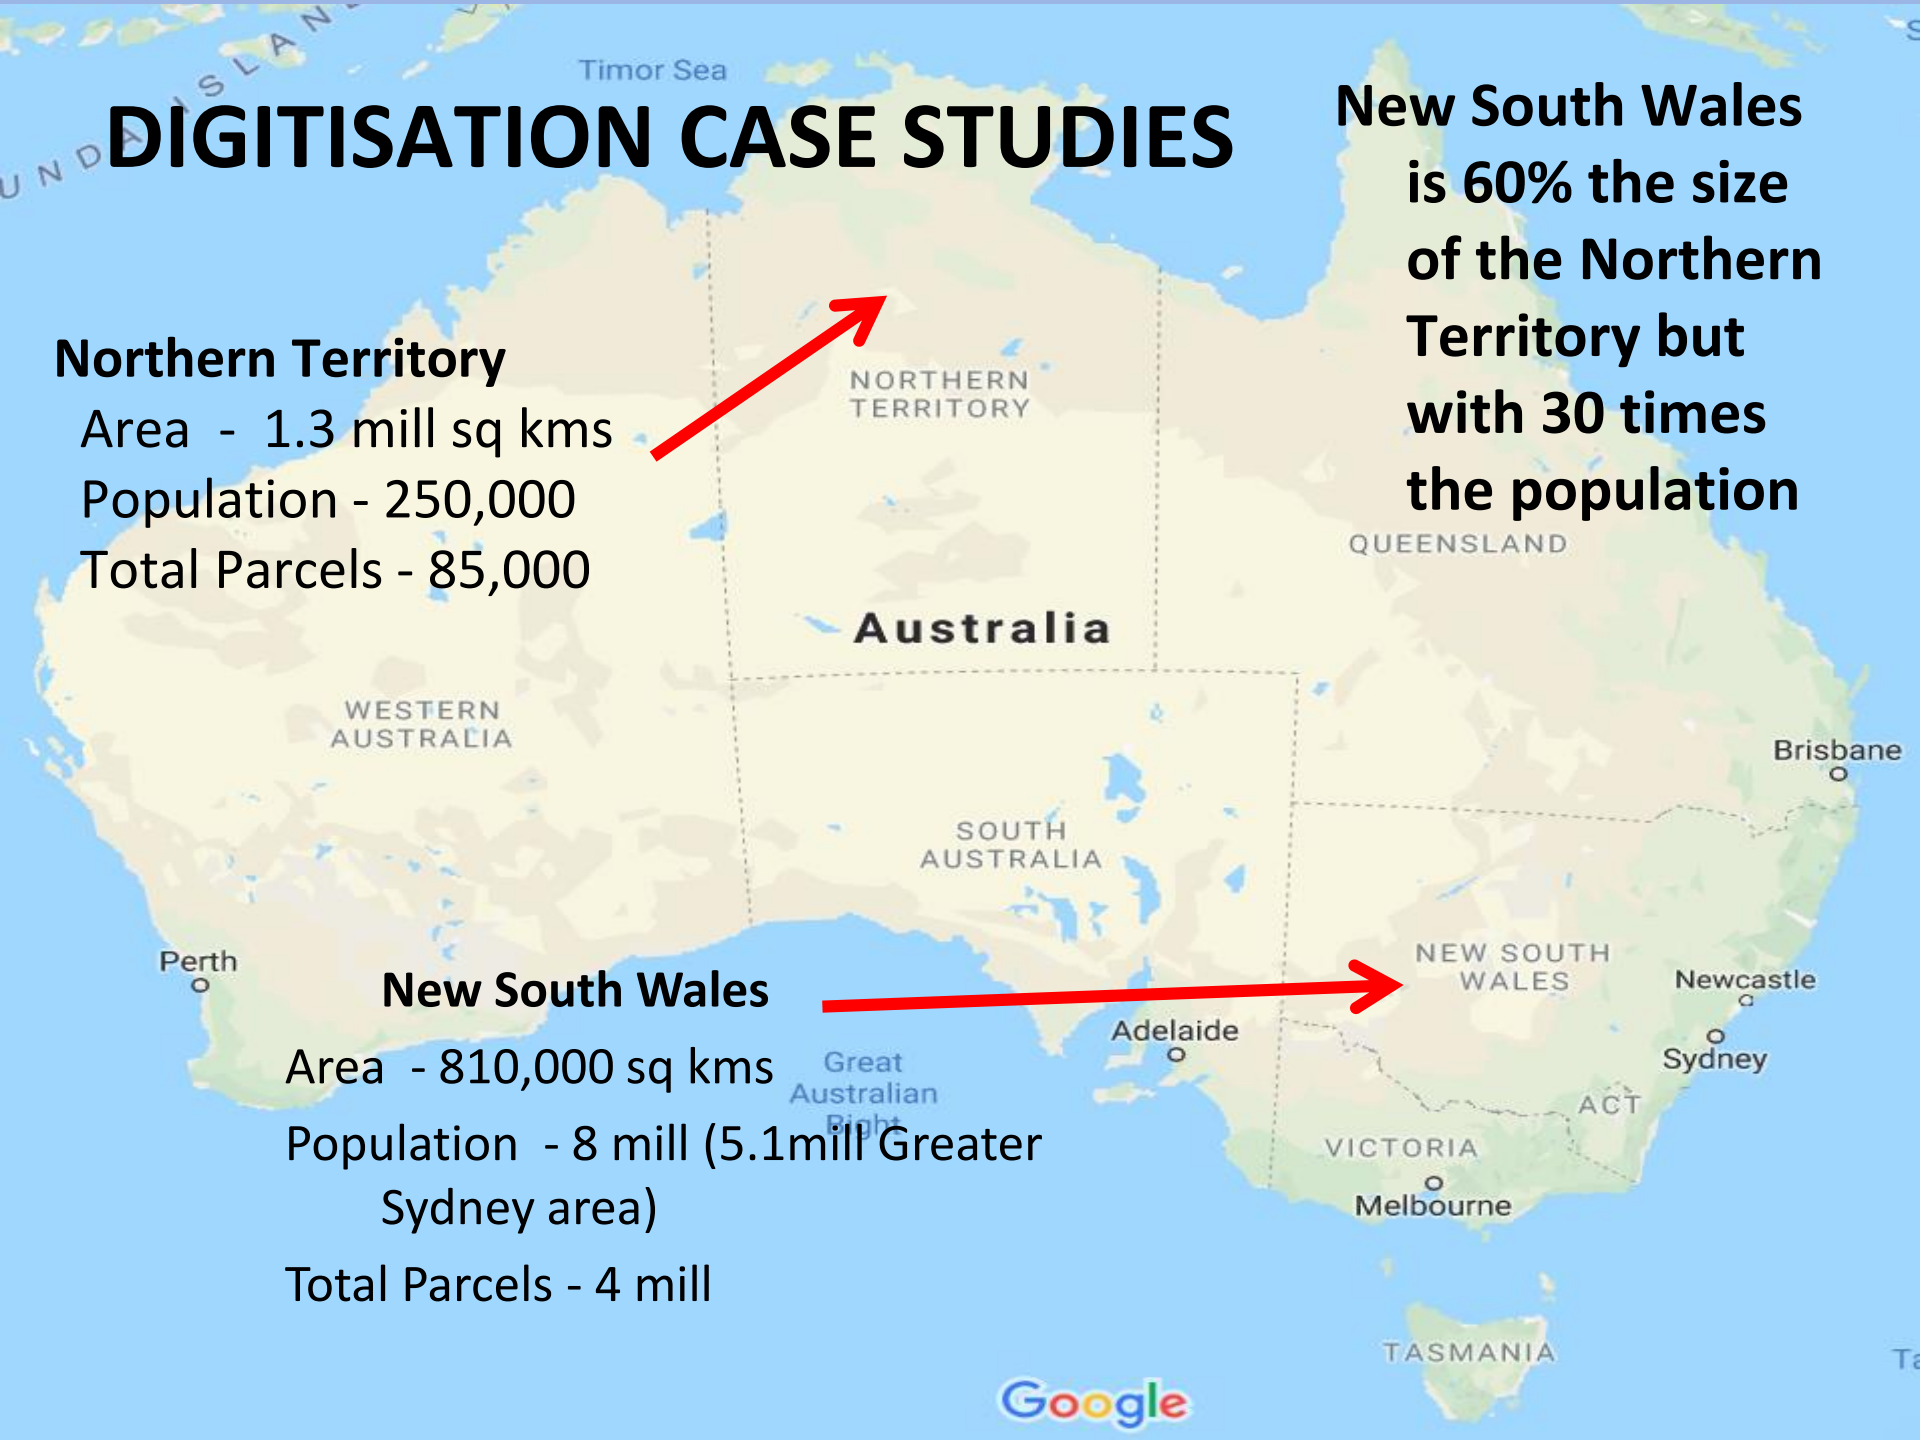 DIGITISATION CASE STUDIES
New South Wales
is 60% the size
of the Northern
Territory but
with 30 times
the population
Northern Territory
Area - 1.3 mill sq kms
Population - 250,000
Total Parcels - 85,000
New South Wales
Area - 810,000 sq kms
Population - 8 mill (5.1mill Greater
Sydney area)
Total Parcels - 4 mill
Timor Sea
NORTHERN
TERRITORY
QUEENSLAND
Australia
WESTERN
AUSTRALIA
Brisbane
SOUTH
AUSTRALIA
Perth
NEW SOUTH
WALES
Newcastle
Adelaide
Sydney
Great
Australian
Bight
ACT
VICTORIA
Melbourne
TASMANIA
Google